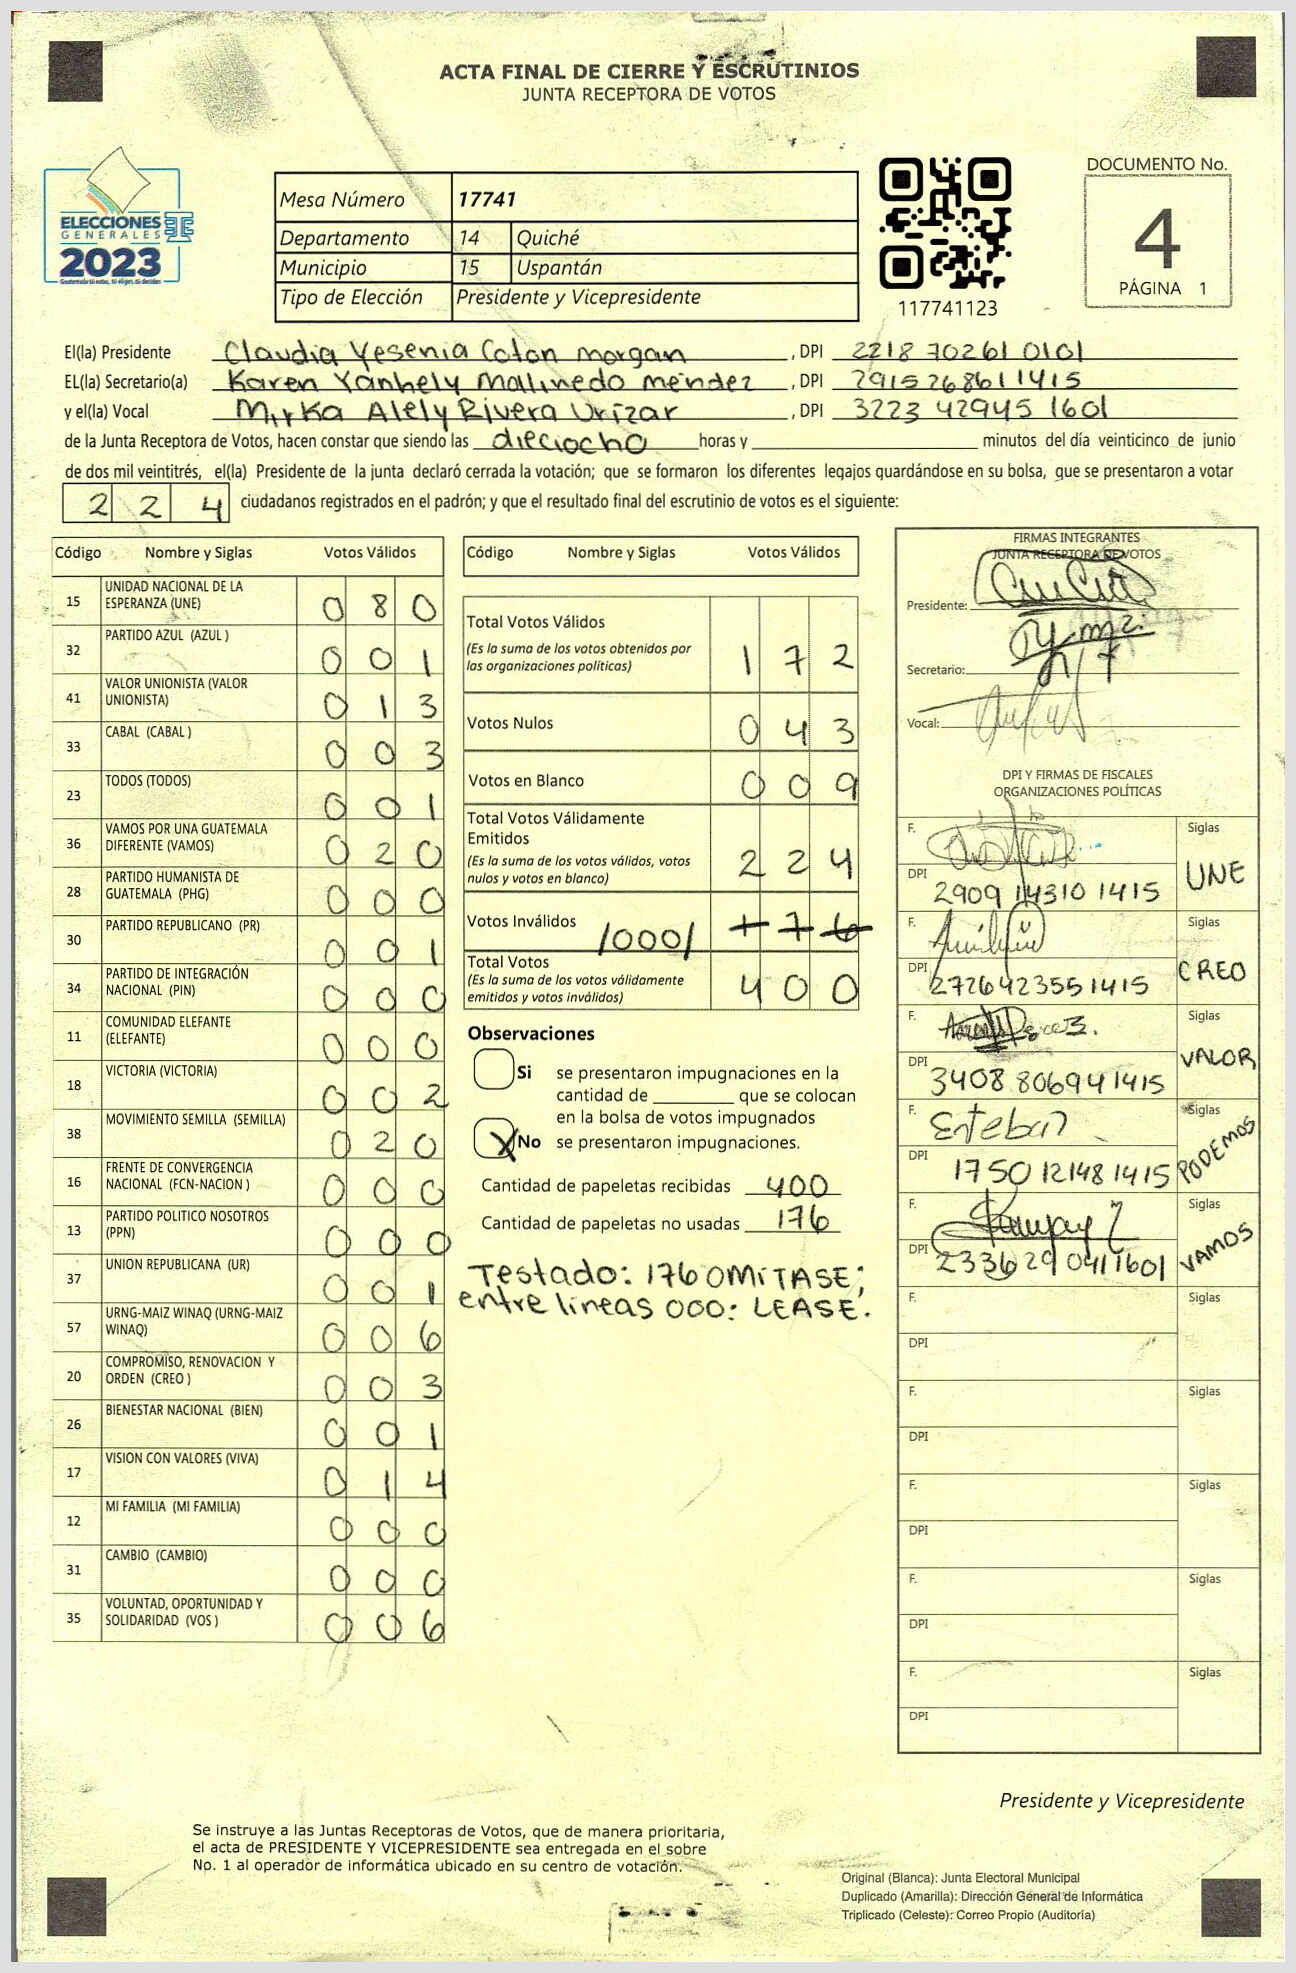 ACTA FINAL DE CIERRE Y ESCRUTINIOS
JUNTA RECEPTORA DE VOTOS
ELECCIONES
GENERALES
2023
Mesa Número 17741
Departamento 14 Quiché
Municipio 15 Uspantán
Tipo de Elección Presidente y Vicepresidente
117741123
DOCUMENTO No.
4
PÁGINA 1
El(la) Presidente Claudia Yesenia Coton morgan, DPI 2218 70261 0101
EL(la) Secretario(a) Karen Yanhely Malinedo mendez, DPI 2915268611415
y el(la) Vocal Mirka Alely Rivera Urizar, DPI 3223 42945 1601
de la Junta Receptora de Votos, hacen constar que siendo las dieciocho horas y minutos del día veinticinco de junio
de dos mil veintitrés, el(la) Presidente de la junta declaró cerrada la votación; que se formaron los diferentes legajos guardándose en su bolsa, que se presentaron a votar
2 2 4 ciudadanos registrados en el padrón; y que el resultado final del escrutinio de votos es el siguiente:
Código Nombre y Siglas Votos Válidos
15 UNIDAD NACIONAL DE LA ESPERANZA (UNE) 0 8 0
32 PARTIDO AZUL (AZUL ) 0 0 1
41 VALOR UNIONISTA (VALOR UNIONISTA) 0 1 3
33 CABAL (CABAL ) 0 0 3
23 TODOS (TODOS) 0 0 1
36 VAMOS POR UNA GUATEMALA DIFERENTE (VAMOS) 0 2 0
28 PARTIDO HUMANISTA DE GUATEMALA (PHG) 0 0 0
30 PARTIDO REPUBLICANO (PR) 0 0 1
34 PARTIDO DE INTEGRACIÓN NACIONAL (PIN) 0 0 0
11 COMUNIDAD ELEFANTE (ELEFANTE) 0 0 0
18 VICTORIA (VICTORIA) 0 0 2
38 MOVIMIENTO SEMILLA (SEMILLA) 0 2 0
16 FRENTE DE CONVERGENCIA NACIONAL (FCN-NACION ) 0 0 0
13 PARTIDO POLITICO NOSOTROS (PPN) 0 0 0
37 UNION REPUBLICANA (UR) 0 0 1
57 URNG-MAIZ WINAQ (URNG-MAIZ WINAQ) 0 0 6
20 COMPROMISO, RENOVACION Y ORDEN (CREO ) 0 0 3
26 BIENESTAR NACIONAL (BIEN) 0 0 1
17 VISION CON VALORES (VIVA) 0 1 4
12 MI FAMILIA (MI FAMILIA) 0 0 0
31 CAMBIO (CAMBIO) 0 0 0
35 VOLUNTAD, OPORTUNIDAD Y SOLIDARIDAD (VOS ) 0 0 6
Código Nombre y Siglas Votos Válidos
Total Votos Válidos 1 7 2
(Es la suma de los votos obtenidos por
las organizaciones políticas)
Votos Nulos 0 4 3
Votos en Blanco 0 0 9
Total Votos Válidamente
Emitidos 2 2 4
(Es la suma de los votos válidos, votos
nulos y votos en blanco)
Votos Inválidos /000/ 1 7 6
Total Votos 4 0 0
(Es la suma de los votos válidamente
emitidos y votos inválidos)
Observaciones
Si se presentaron impugnaciones en la
cantidad de que se colocan
en la bolsa de votos impugnados
X No se presentaron impugnaciones.
Cantidad de papeletas recibidas 400
Cantidad de papeletas no usadas 176
Testado: 176 OMITASE;
entre lineas 000: LEASE.
FIRMAS INTEGRANTES
JUNTA RECEPTORA DE VOTOS
Presidente:
Secretario:
Vocal:
DPI Y FIRMAS DE FISCALES
ORGANIZACIONES POLÍTICAS
F. Siglas
DPI 2909 14310 1415 UNE
F. Siglas
DPI 2726423551415 CREO
F. Siglas
DPI 3408 806941415 VALOR
F. Esteban Siglas
DPI 1750 12148 1415 PODEMOS
F. Siglas
DPI 2336290411601 VAMOS
F. Siglas
DPI
F. Siglas
DPI
F. Siglas
DPI
F. Siglas
DPI
F. Siglas
DPI
Presidente y Vicepresidente
Se instruye a las Juntas Receptoras de Votos, que de manera prioritaria,
el acta de PRESIDENTE Y VICEPRESIDENTE sea entregada en el sobre
No. 1 al operador de informática ubicado en su centro de votación.
Original (Blanca): Junta Electoral Municipal
Duplicado (Amarilla): Dirección General de Informática
Triplicado (Celeste): Correo Propio (Auditoría)